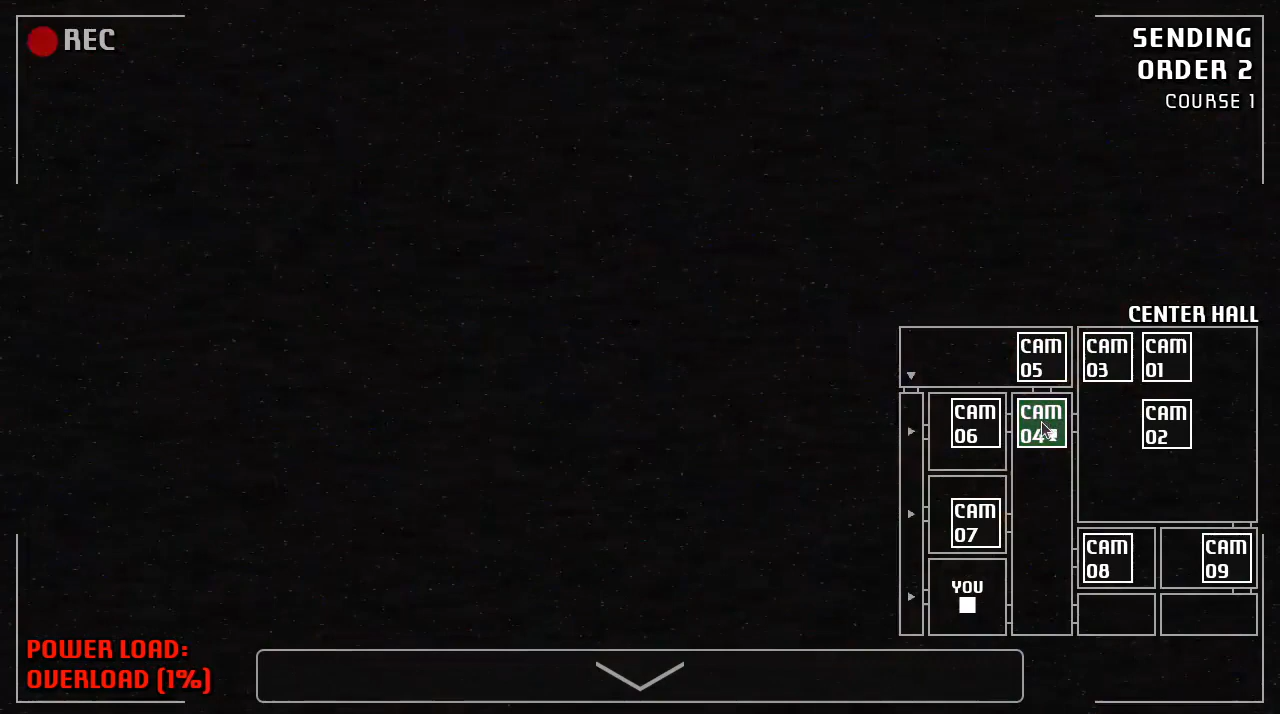 REC
SENDING
ORDER 2
COURSE 1
CENTER HALL
CAM
05
CAM
03
CAM
01
CAM
06
CAM
04
CAM
02
CAM
07
CAM
08
CAM
09
YOU
POWER LOAD:
OVERLOAD (1%)